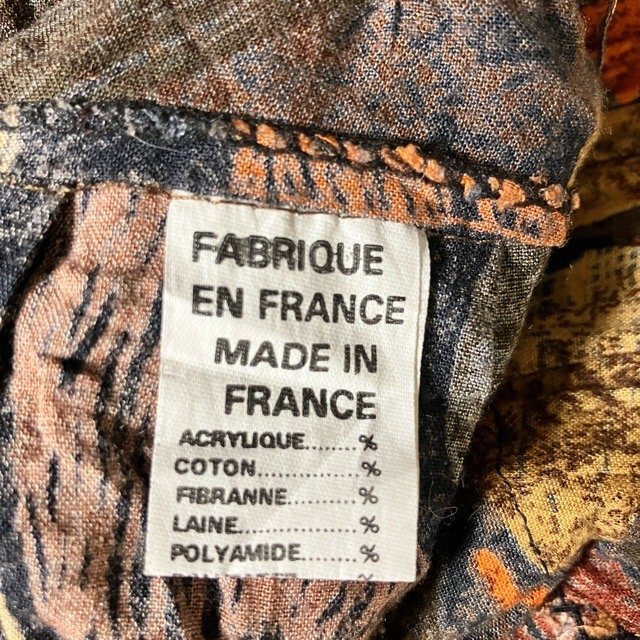 FABRIQUE
EN FRANCE
MADE IN
FRANCE
ACRYLIQUE........%
COTON...............%
FIBRANNE..........%
LAINE.................%
POLYAMIDE........%